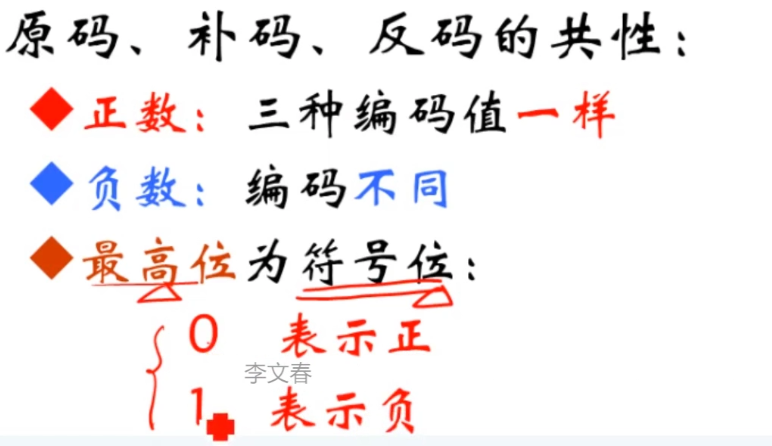 原码、补码、反码的共性：
正数：三种编码值一样
负数：编码不同
最高位为符号位：
0 表示正
李文春
1 表示负